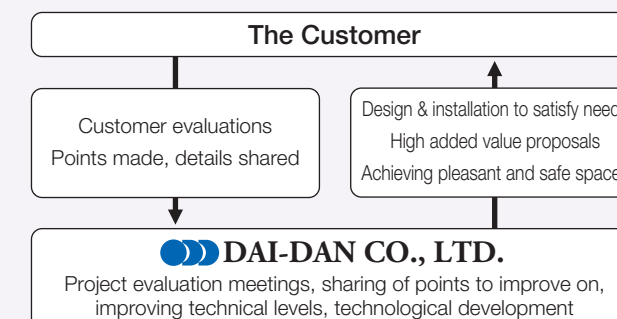 The Customer
Customer evaluations
Points made, details shared
Design & installation to satisfy need
High added value proposals
Achieving pleasant and safe space
DAI-DAN CO., LTD.
Project evaluation meetings, sharing of points to improve on,
improving technical levels, technological development